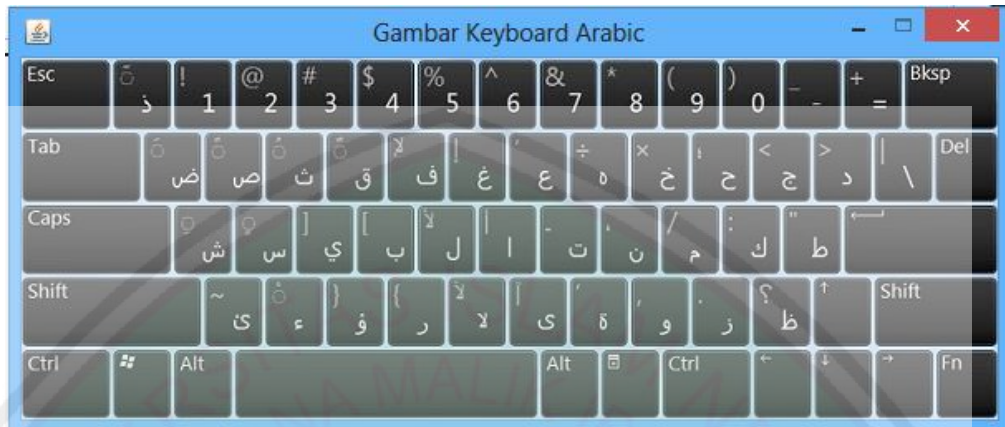 Gambar Keyboard Arabic
Esc ّ ذ ! 1 @ 2 # 3 $ 4 % 5 ^ 6 & 7 * 8 ( 9 ) 0 _ - + = Bksp
Tab ض ص ث ق لإ ف إ غ ‘ ع ÷ ه × خ ؛ ح < ج > د | \ Del
Caps ش س ] ي [ ب لأ ل أ ا - ت ، ن / م : ك " ط
Shift ~ ئ ْ ء } ؤ { ر لآ لا آ ى ’ ة , و . ز ؟ ظ ↑ Shift
Ctrl Alt Alt Ctrl ← ↓ → Fn
MALI